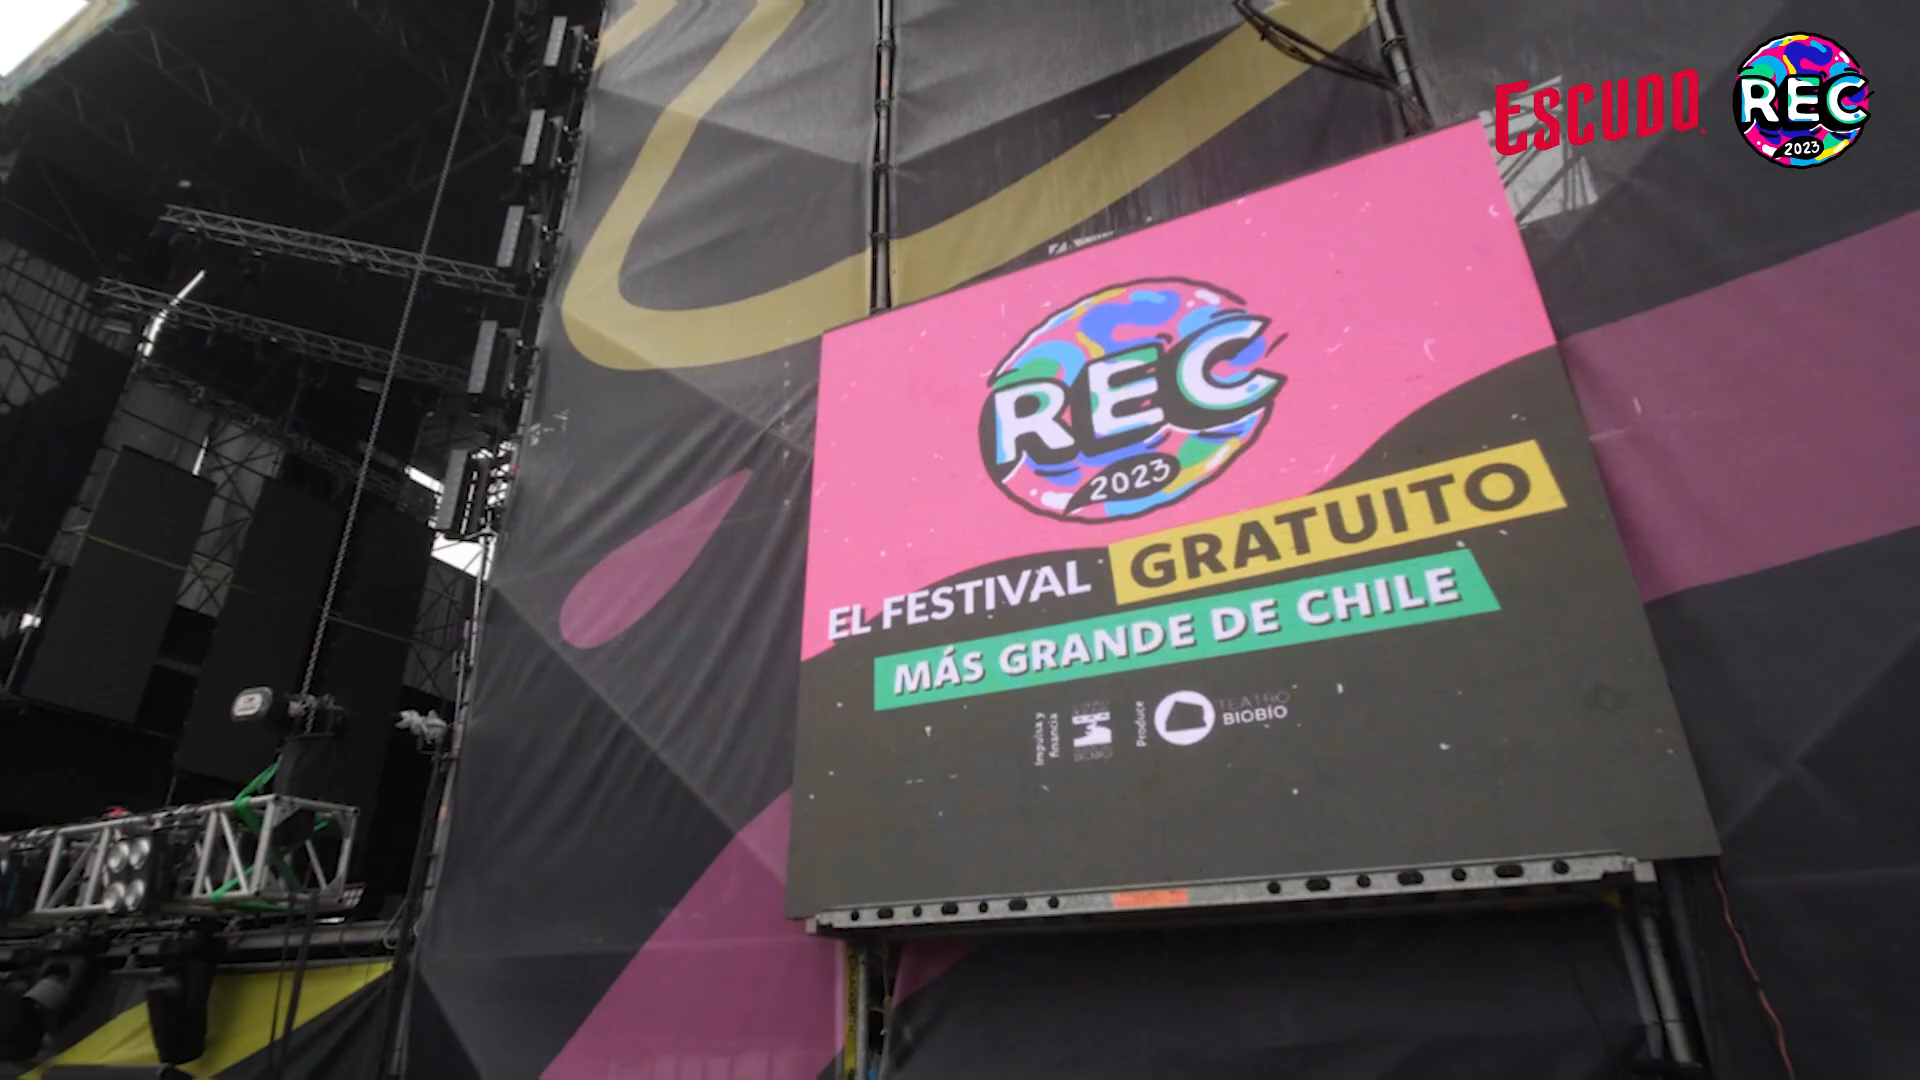 ESCUDO
REC
2023
REC
2023
EL FESTIVAL GRATUITO
MÁS GRANDE DE CHILE
Impulsa y
financia
Produce
TEATRO
BIOBÍO